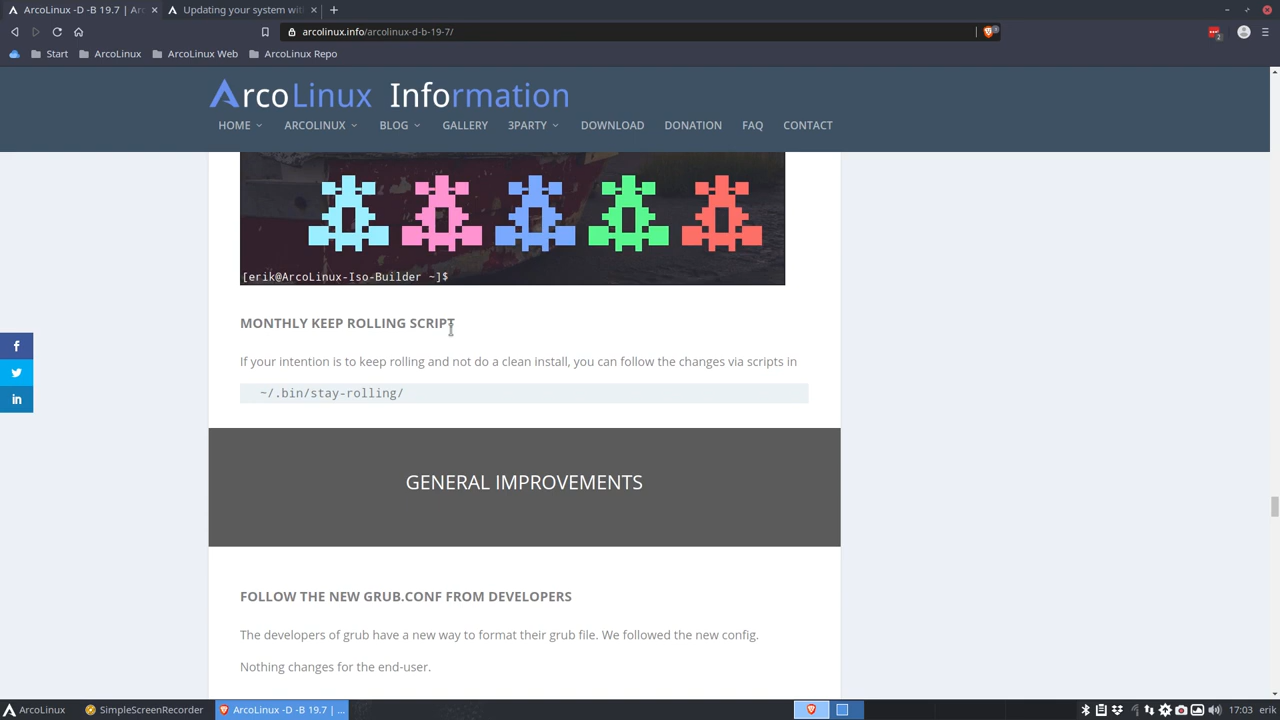 ArcoLinux -D -B 19.7 | Arc
Updating your system wit
arcolinux.info/arcolinux-d-b-19-7/
2
Start
ArcoLinux
ArcoLinux Web
ArcoLinux Repo
ArcoLinux Information
HOME
ARCOLINUX
BLOG
GALLERY
3PARTY
DOWNLOAD
DONATION
FAQ
CONTACT
[erik@ArcoLinux-Iso-Builder ~]$
MONTHLY KEEP ROLLING SCRIPT
If your intention is to keep rolling and not do a clean install, you can follow the changes via scripts in
~/.bin/stay-rolling/
GENERAL IMPROVEMENTS
FOLLOW THE NEW GRUB.CONF FROM DEVELOPERS
The developers of grub have a new way to format their grub file. We followed the new config.
Nothing changes for the end-user.
ArcoLinux
SimpleScreenRecorder
ArcoLinux -D -B 19.7 | ...
17:03
erik